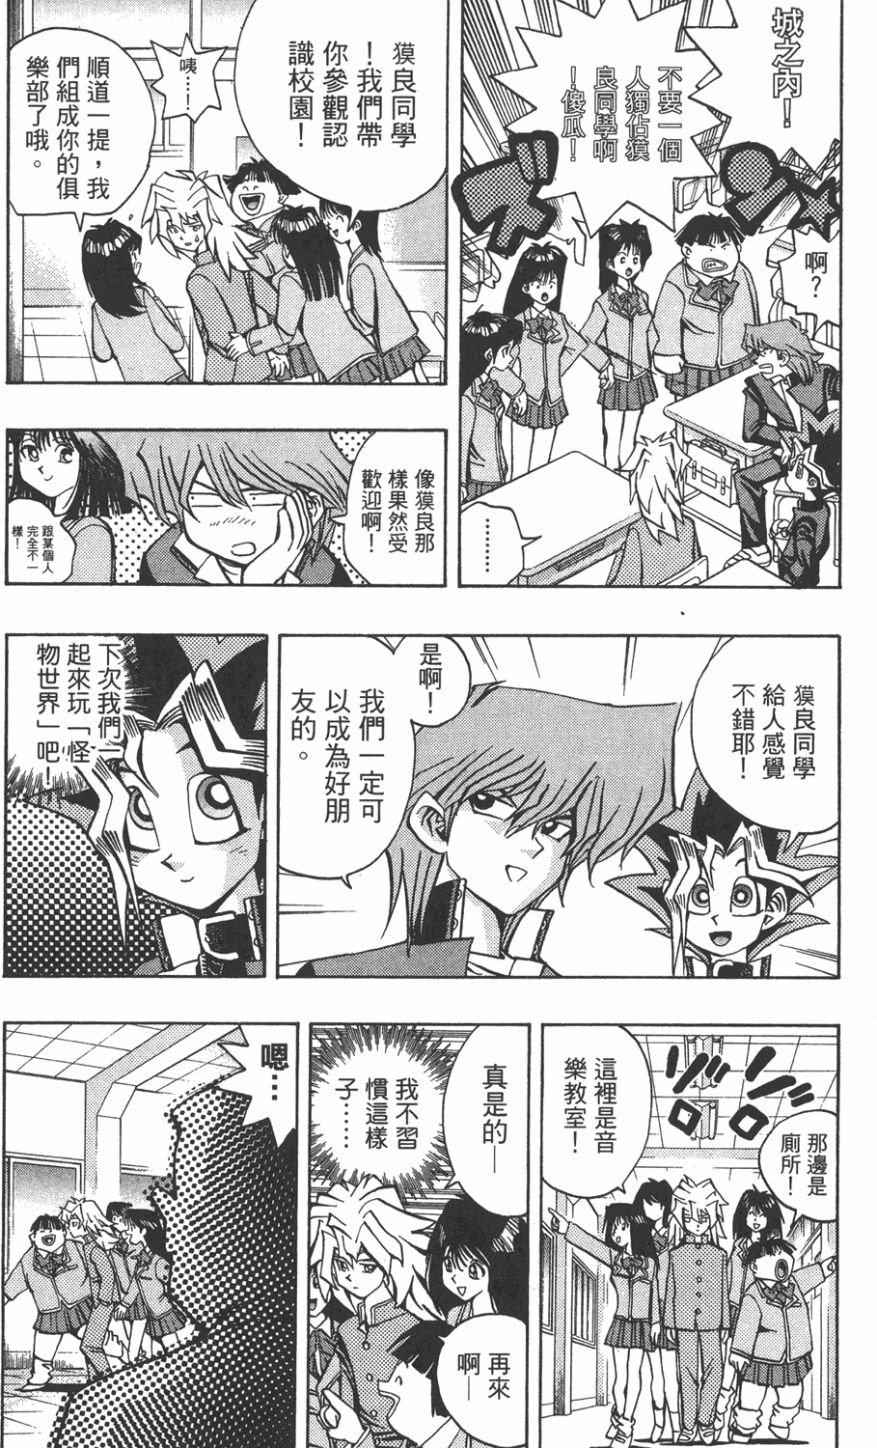 城之內！
不要一個
人獨佔獏
良同學啊
！傻瓜！
ズン
啊？
………
獏良同學
！我們帶
你參觀認
識校園！
咦…！
順道一提，我
們組成你的俱
樂部了哦。
像獏良那
樣果然受
歡迎啊！
跟某個人
完全不一
樣！
獏良同學
給人感覺
不錯耶！
是啊！
我們一定可
以成為好朋
友的。
下次我們一
起來玩「怪
物世界」吧！
ゾロゾロ
那邊是
廁所！
這裡是音
樂教室！
真是的—
我不習
慣這樣
子……
再來
啊—
嗯…